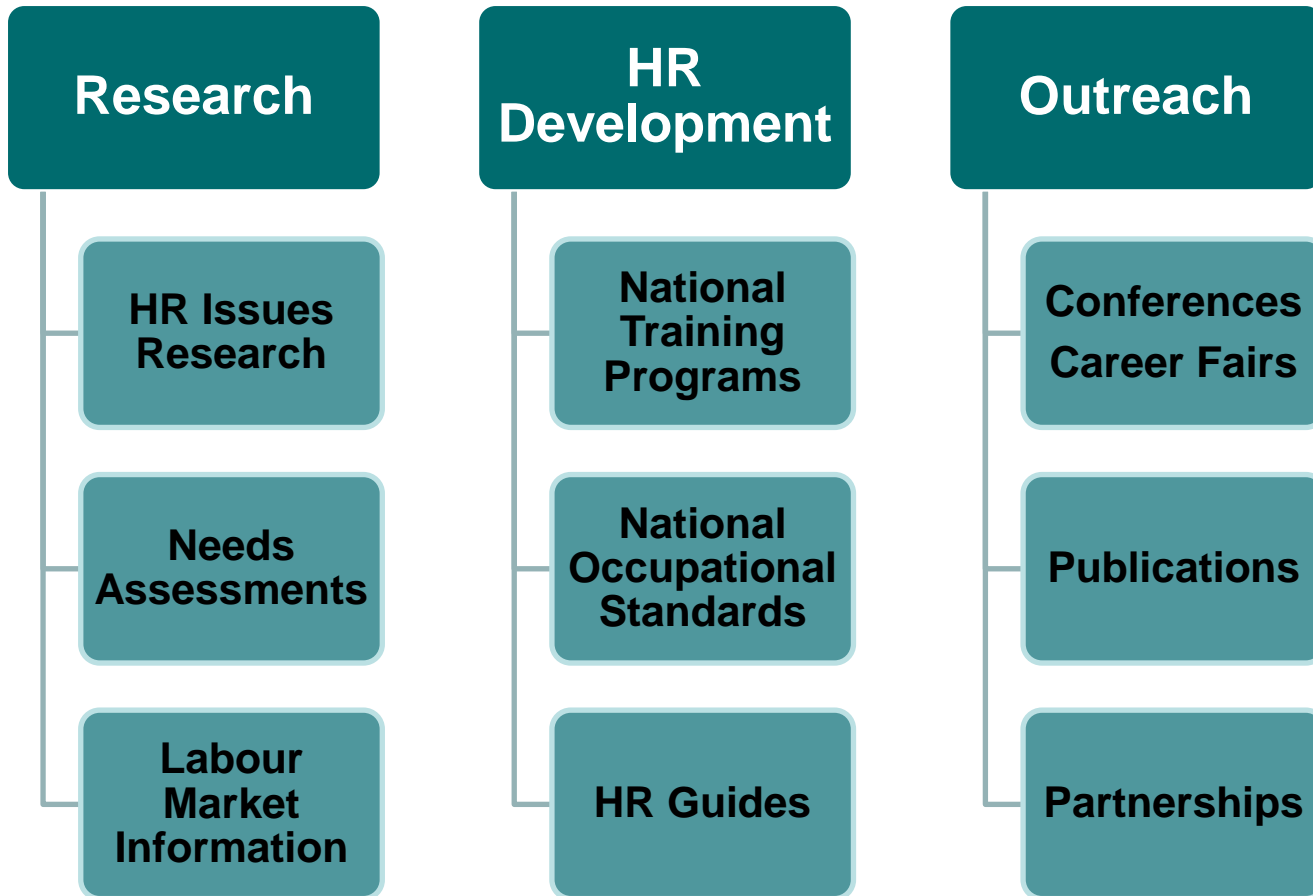 Research
HR Issues
Research
Needs
Assessments
Labour
Market
Information
HR
Development
National
Training
Programs
National
Occupational
Standards
HR Guides
Outreach
Conferences
Career Fairs
Publications
Partnerships